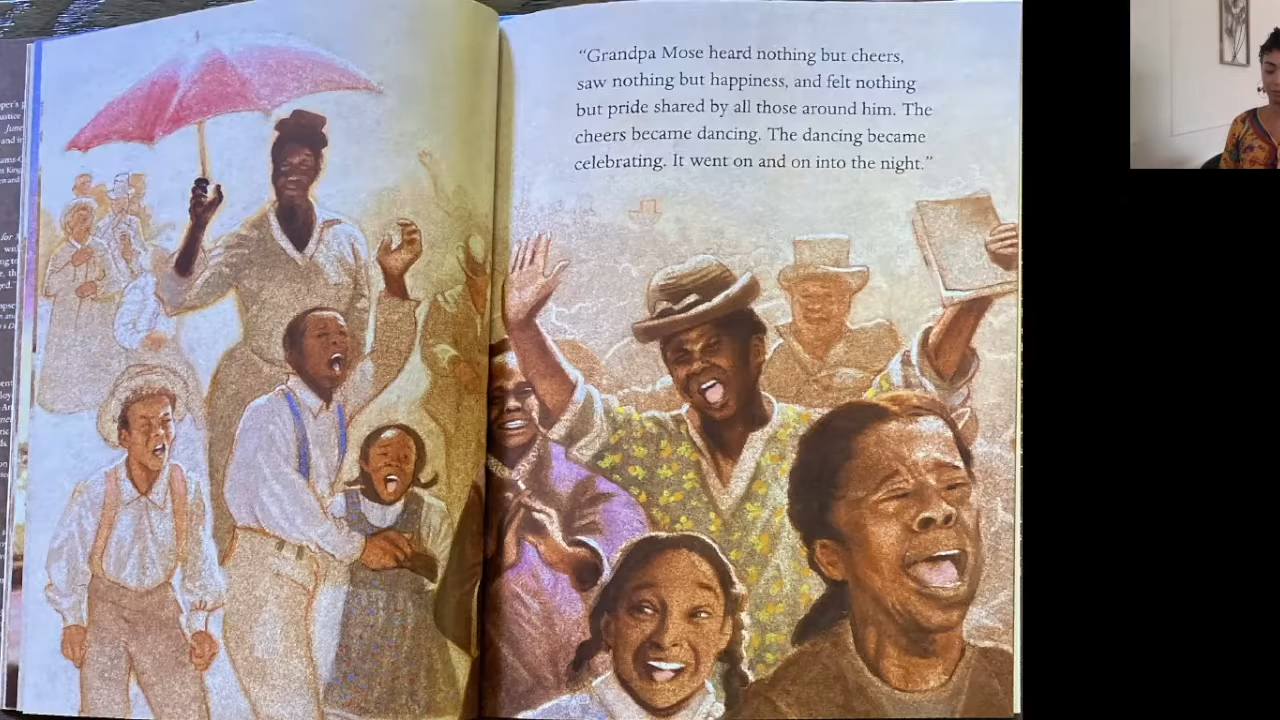 “Grandpa Mose heard nothing but cheers,
saw nothing but happiness, and felt nothing
but pride shared by all those around him. The
cheers became dancing. The dancing became
celebrating. It went on and on into the night.”